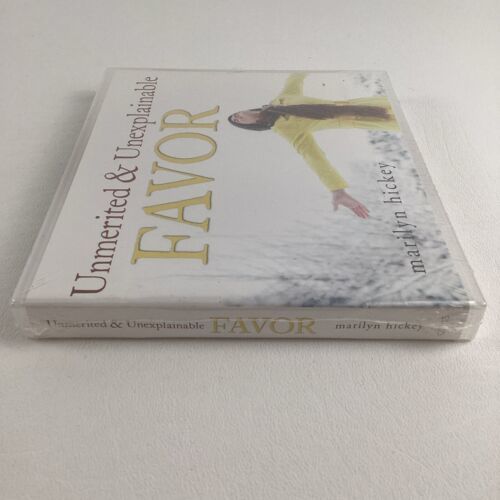 Unmerited & Unexplainable
FAVOR
marilyn hickey
Unmerited & Unexplainable FAVOR marilyn hickey